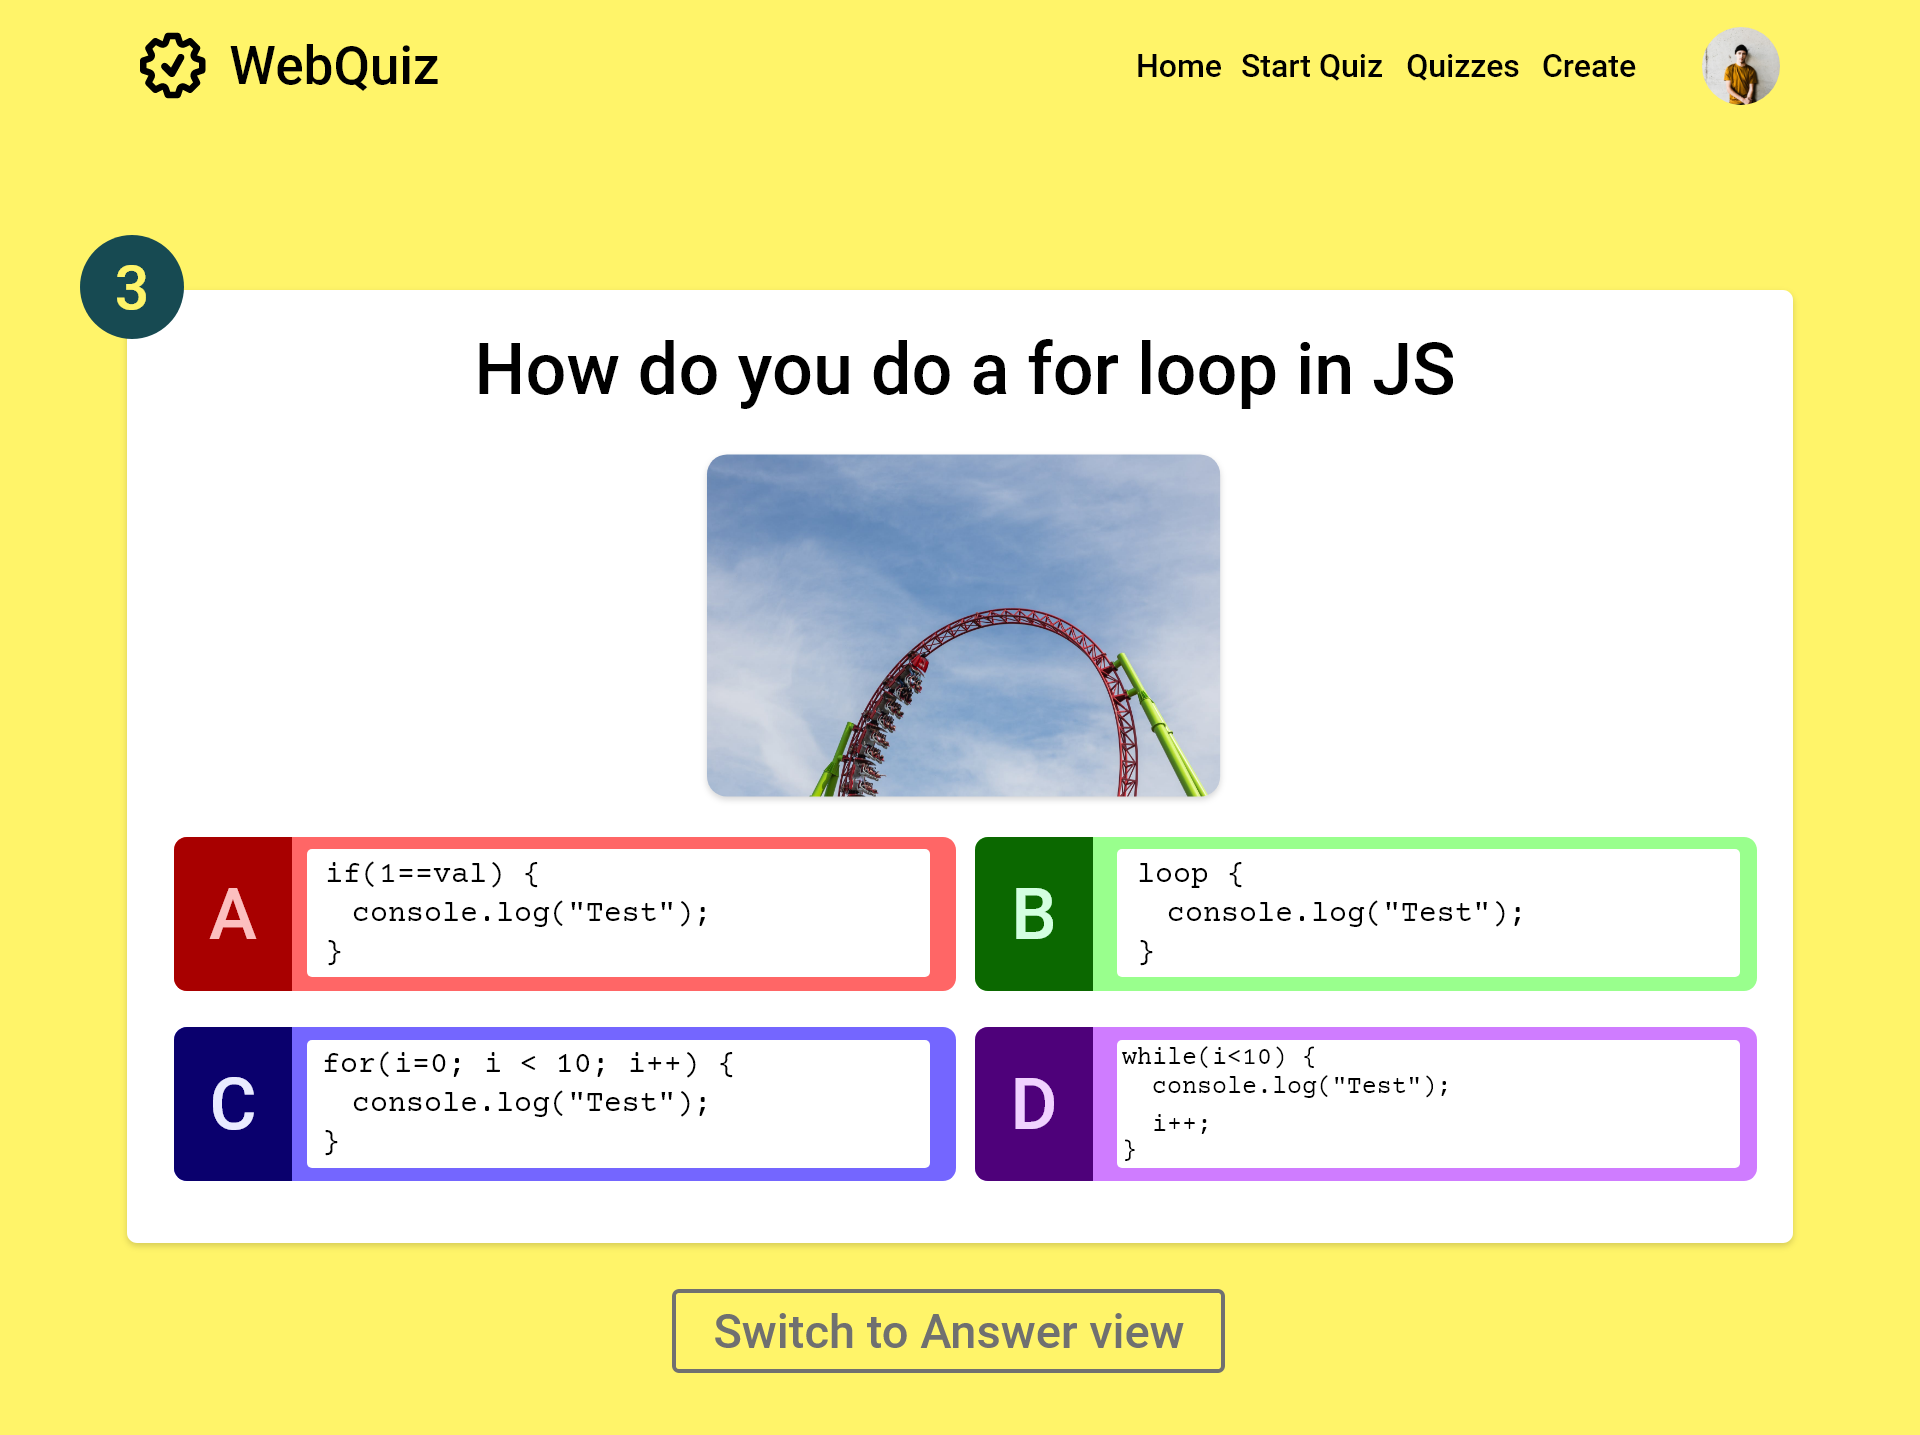 WebQuiz
Home Start Quiz Quizzes Create
3
How do you do a for loop in JS
A
if(1==val) {
console.log("Test");
}
B
loop {
console.log("Test");
}
C
for(i=0; i < 10; i++) {
console.log("Test");
}
D
while(i<10) {
console.log("Test");
i++;
}
Switch to Answer view